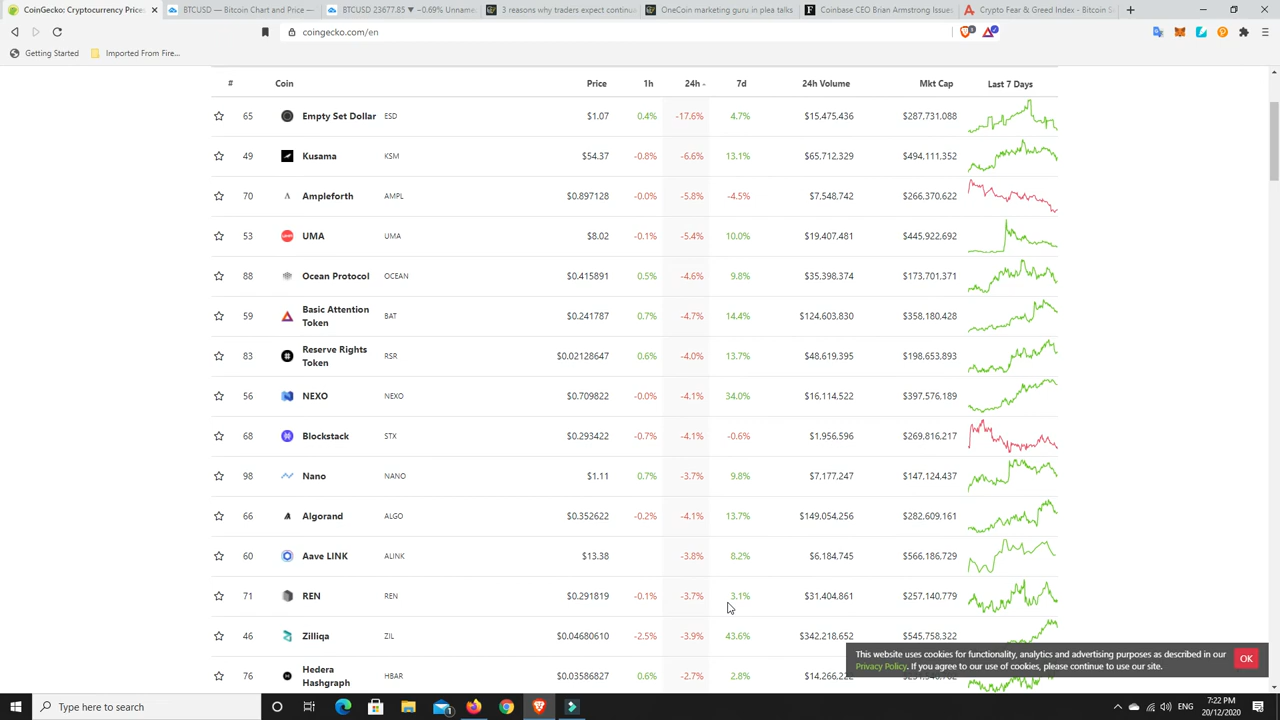 CoinGecko: Cryptocurrency Price
BTCUSD — Bitcoin Chart and Price —
BTCUSD 23677.85 ▼ −0.69% Unname
3 reasons why traders expect continu
OneCoin marketing guru in plea talks
Coinbase CEO Brian Armstrong Issues
Crypto Fear & Greed Index - Bitcoin S
coingecko.com/en
Getting Started Imported From Fire...
# Coin Price 1h 24h 7d 24h Volume Mkt Cap Last 7 Days
65 Empty Set Dollar ESD $1.07 0.4% -17.6% 4.7% $15,475,436 $287,731,088
49 Kusama KSM $54.37 -0.8% -6.6% 13.1% $65,712,329 $494,111,352
70 Ampleforth AMPL $0.897128 -0.0% -5.8% -4.5% $7,548,742 $266,370,622
53 UMA UMA $8.02 -0.1% -5.4% 10.0% $19,407,481 $445,922,692
88 Ocean Protocol OCEAN $0.415891 0.5% -4.6% 9.8% $35,398,374 $173,701,371
59 Basic Attention Token BAT $0.241787 0.7% -4.7% 14.4% $124,603,830 $358,180,428
83 Reserve Rights Token RSR $0.02128647 0.6% -4.0% 13.7% $48,619,395 $198,653,893
56 NEXO NEXO $0.709822 -0.0% -4.1% 34.0% $16,114,522 $397,576,189
68 Blockstack STX $0.293422 -0.7% -4.1% -0.6% $1,956,596 $269,816,217
98 Nano NANO $1.11 0.7% -3.7% 9.8% $7,177,247 $147,124,437
66 Algorand ALGO $0.352622 -0.2% -4.1% 13.7% $149,054,256 $282,609,161
60 Aave LINK ALINK $13.38 -3.8% 8.2% $6,184,745 $566,186,729
71 REN REN $0.291819 -0.1% -3.7% 3.1% $31,404,861 $257,140,779
46 Zilliqa ZIL $0.04680610 -2.5% -3.9% 43.6% $342,218,652 $545,758,322
76 Hedera Hashgraph HBAR $0.03586827 0.6% -2.7% 2.8%
This website uses cookies for functionality, analytics and advertising purposes as described in our
Privacy Policy. If you agree to our use of cookies, please continue to use our site.
OK
Type here to search
ENG
7:22 PM
20/12/2020